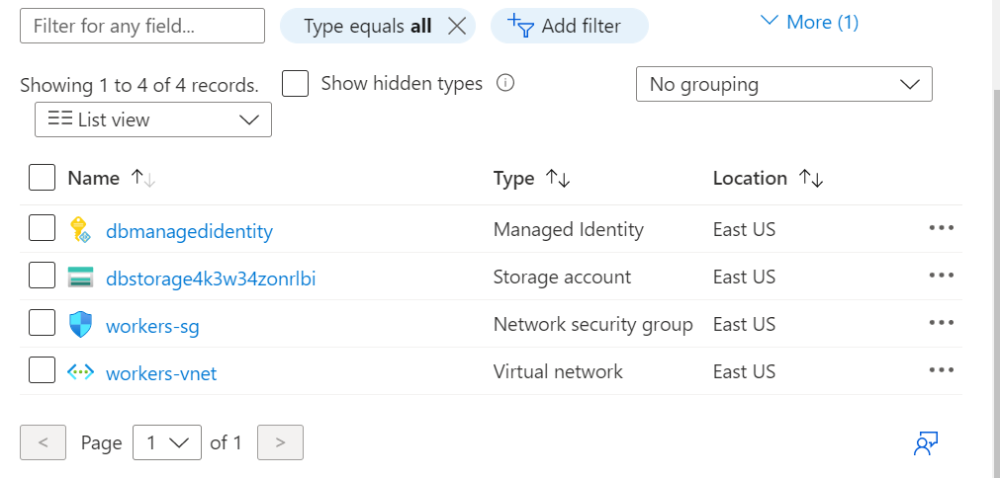 Filter for any field...
Type equals all
Add filter
More (1)
Showing 1 to 4 of 4 records.
Show hidden types
No grouping
List view
Name Type Location
dbmanagedidentity Managed Identity East US
dbstorage4k3w34zonrlbi Storage account East US
workers-sg Network security group East US
workers-vnet Virtual network East US
< Page 1 of 1 >